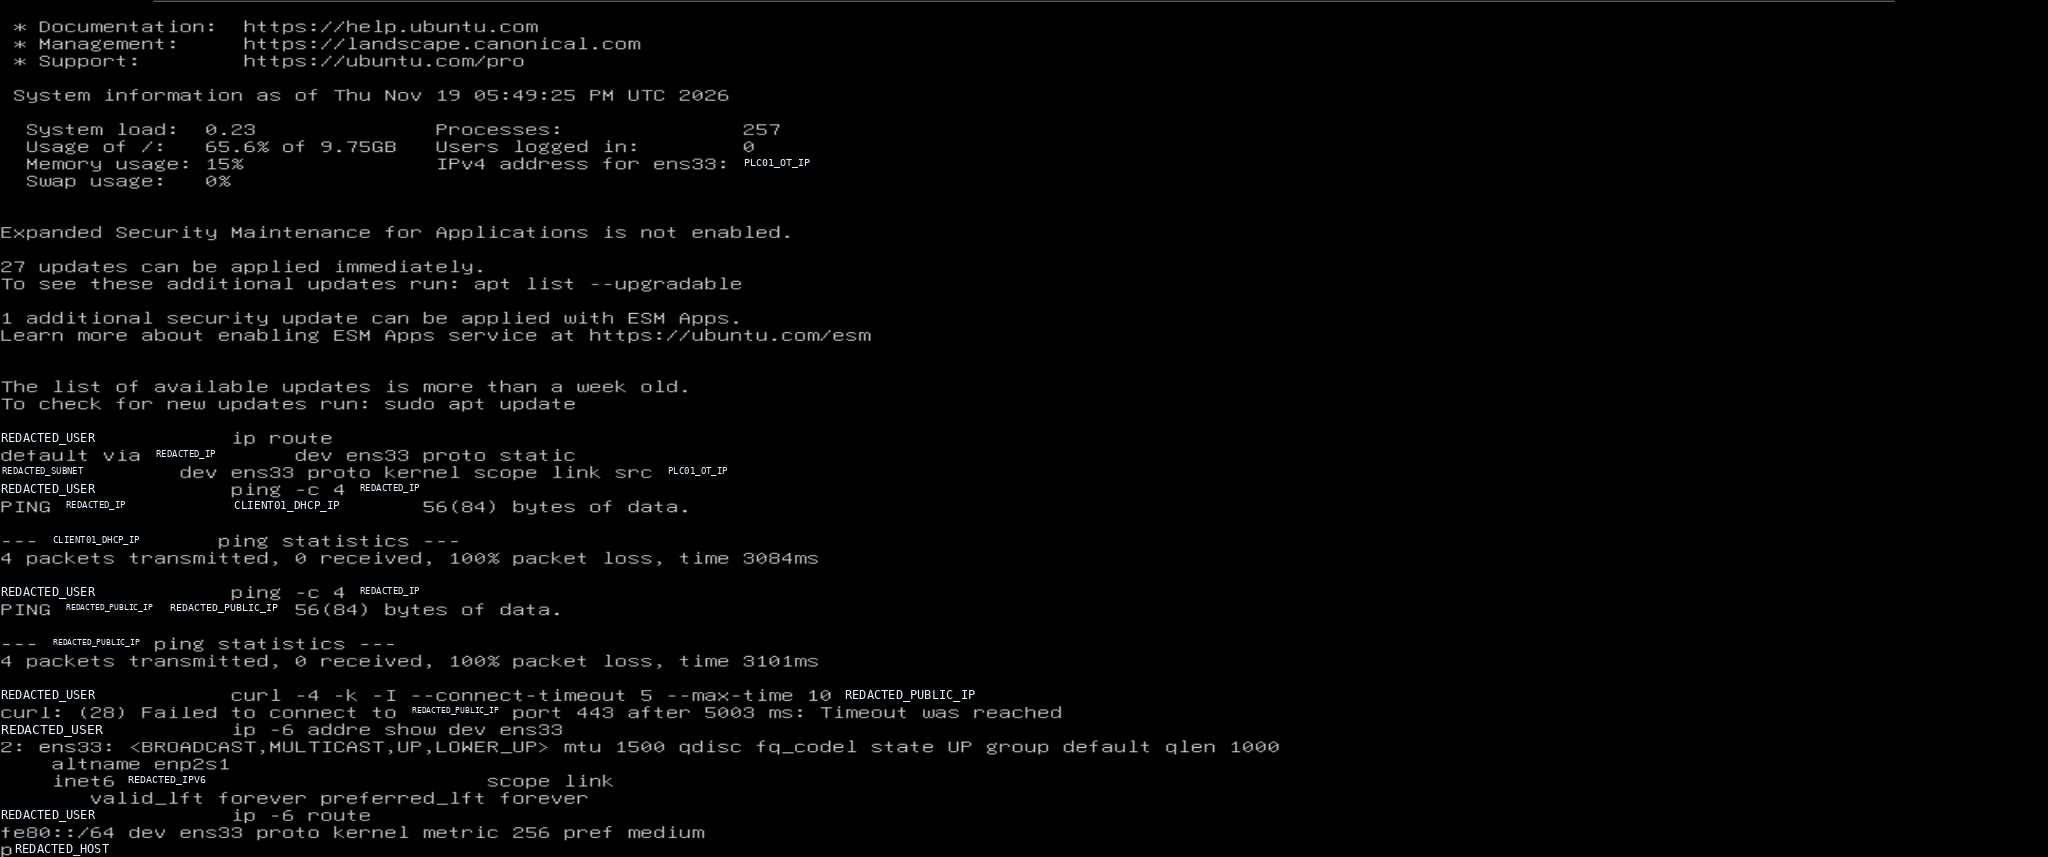 * Documentation:  https://help.ubuntu.com
* Management:     https://landscape.canonical.com
* Support:        https://ubuntu.com/pro
System information as of Thu Nov 19 05:49:25 PM UTC 2026
System load:  0.23              Processes:              257
Usage of /:   65.6% of 9.75GB   Users logged in:        0
Memory usage: 15%               IPv4 address for ens33: PLC01_OT_IP
Swap usage:   0%
Expanded Security Maintenance for Applications is not enabled.
27 updates can be applied immediately.
To see these additional updates run: apt list --upgradable
1 additional security update can be applied with ESM Apps.
Learn more about enabling ESM Apps service at https://ubuntu.com/esm
The list of available updates is more than a week old.
To check for new updates run: sudo apt update
REDACTED_USER ip route
default via REDACTED_IP dev ens33 proto static
REDACTED_SUBNET dev ens33 proto kernel scope link src PLC01_OT_IP
REDACTED_USER ping -c 4 REDACTED_IP
PING REDACTED_IP CLIENT01_DHCP_IP 56(84) bytes of data.
--- CLIENT01_DHCP_IP ping statistics ---
4 packets transmitted, 0 received, 100% packet loss, time 3084ms
REDACTED_USER ping -c 4 REDACTED_IP
PING REDACTED_PUBLIC_IP REDACTED_PUBLIC_IP 56(84) bytes of data.
--- REDACTED_PUBLIC_IP ping statistics ---
4 packets transmitted, 0 received, 100% packet loss, time 3101ms
REDACTED_USER curl -4 -k -I --connect-timeout 5 --max-time 10 REDACTED_PUBLIC_IP
curl: (28) Failed to connect to REDACTED_PUBLIC_IP port 443 after 5003 ms: Timeout was reached
REDACTED_USER ip -6 addre show dev ens33
2: ens33: <BROADCAST,MULTICAST,UP,LOWER_UP> mtu 1500 qdisc fq_codel state UP group default qlen 1000
altname enp2s1
inet6 REDACTED_IPV6 scope link
valid_lft forever preferred_lft forever
REDACTED_USER ip -6 route
fe80::/64 dev ens33 proto kernel metric 256 pref medium
pREDACTED_HOST